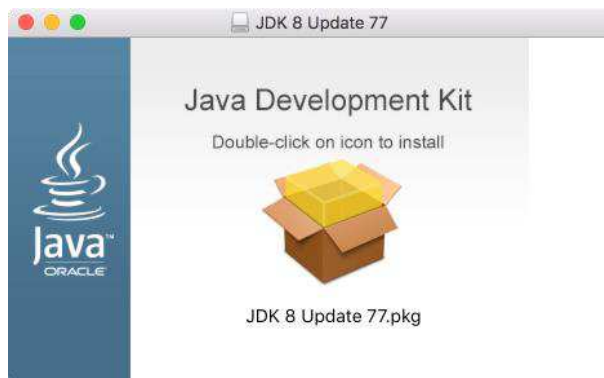 JDK 8 Update 77
Java Development Kit
Double-click on icon to install
Java™
ORACLE
JDK 8 Update 77.pkg